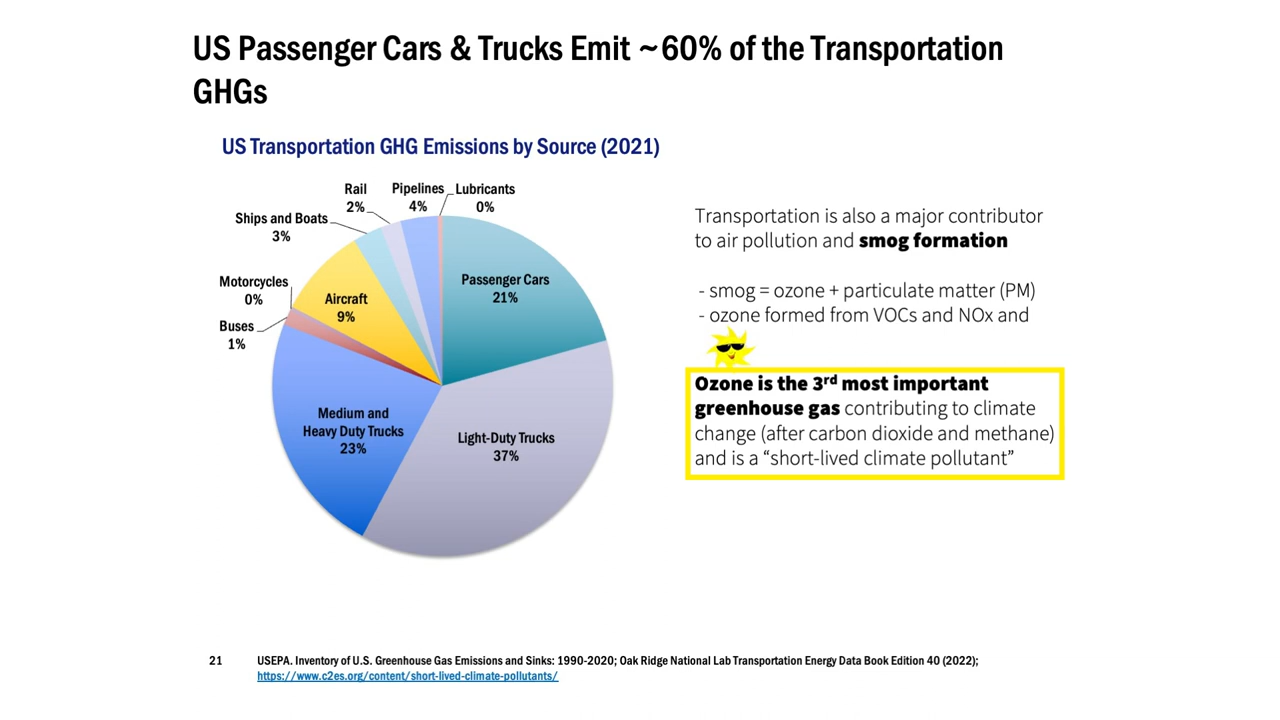 US Passenger Cars & Trucks Emit ~60% of the Transportation
GHGs
US Transportation GHG Emissions by Source (2021)
Rail
2%
Pipelines
4%
Lubricants
0%
Ships and Boats
3%
Motorcycles
0%
Buses
1%
Aircraft
9%
Passenger Cars
21%
Medium and
Heavy Duty Trucks
23%
Light-Duty Trucks
37%
Transportation is also a major contributor
to air pollution and smog formation
- smog = ozone + particulate matter (PM)
- ozone formed from VOCs and NOx and
Ozone is the 3rd most important
greenhouse gas contributing to climate
change (after carbon dioxide and methane)
and is a “short-lived climate pollutant”
21
USEPA. Inventory of U.S. Greenhouse Gas Emissions and Sinks: 1990-2020; Oak Ridge National Lab Transportation Energy Data Book Edition 40 (2022);
https://www.c2es.org/content/short-lived-climate-pollutants/